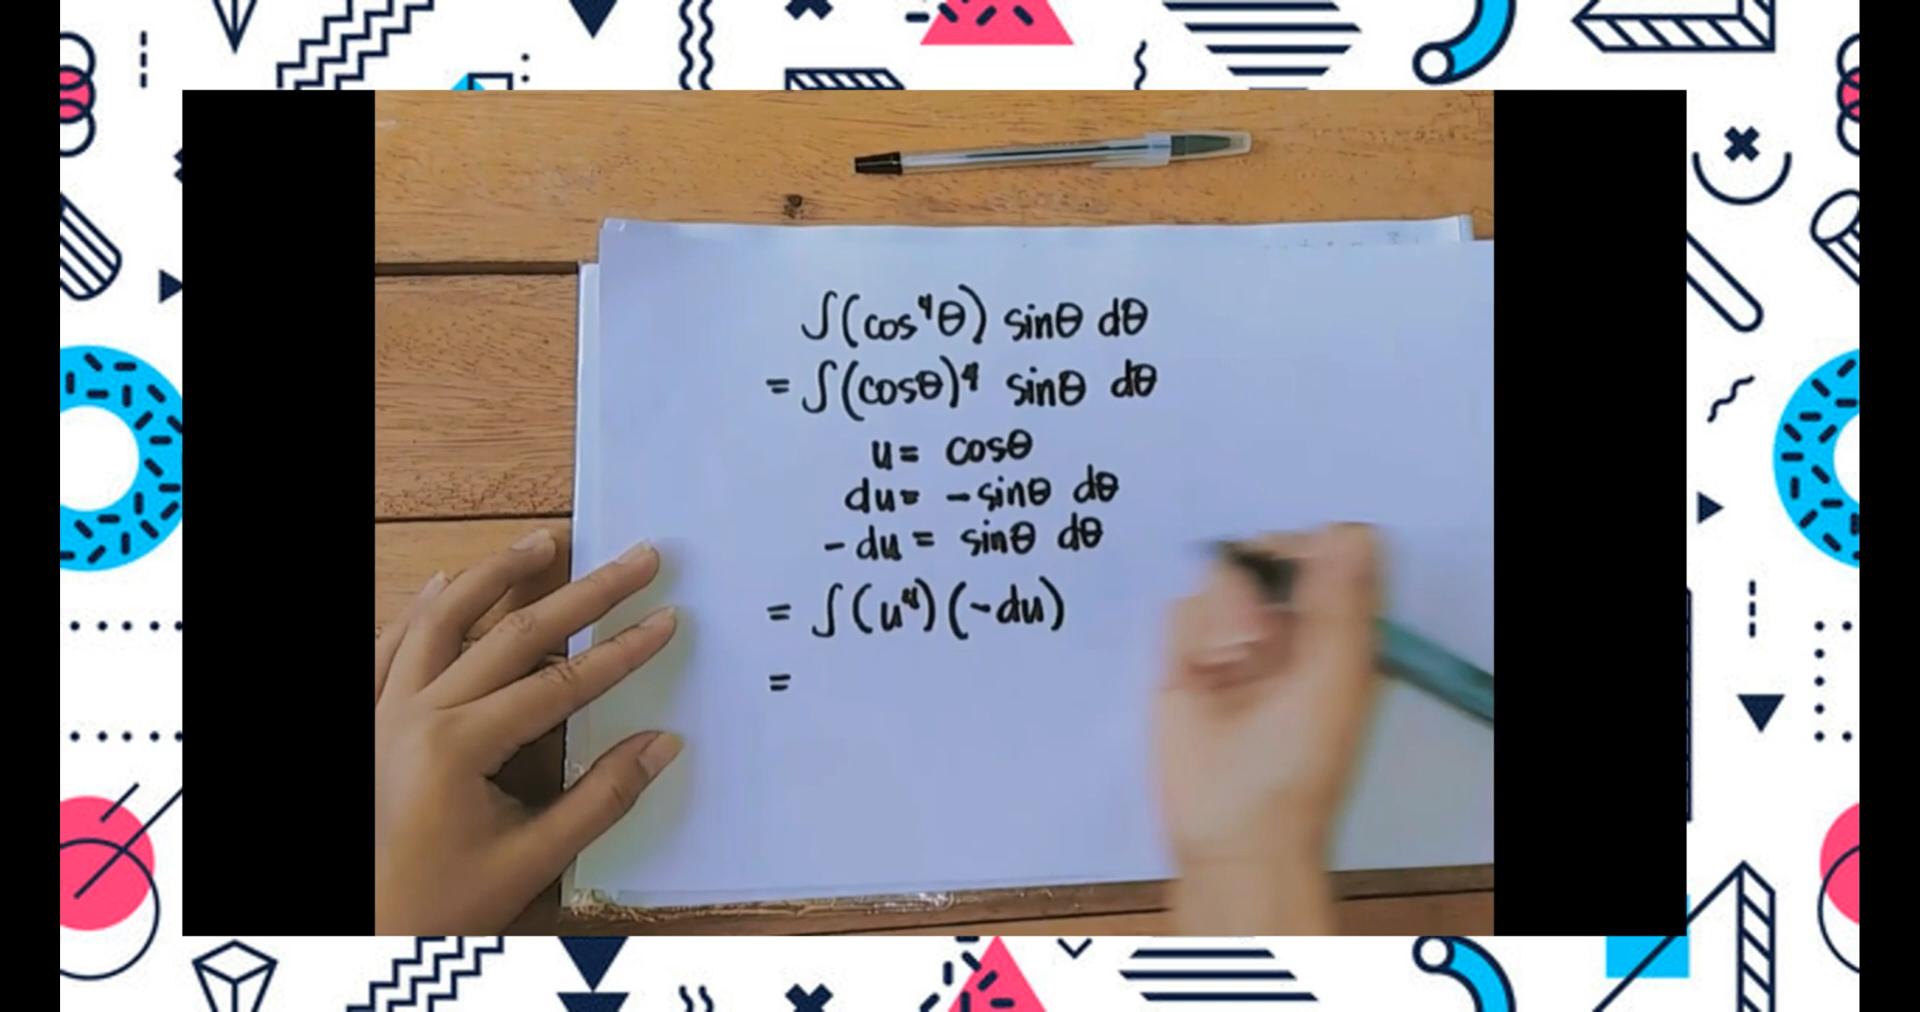 ∫(cos⁴θ) sinθ dθ
= ∫(cosθ)⁴ sinθ dθ
u = cosθ
du = -sinθ dθ
-du = sinθ dθ
= ∫(u⁴)(-du)
=